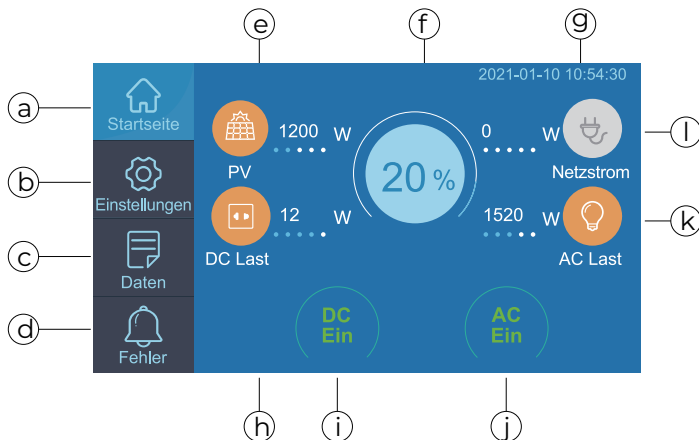 e f g
2021-01-10 10:54:30
a Startseite
1200 W
0 W
l
PV
20 %
Netzstrom
b Einstellungen
12 W
1520 W
k
DC Last
AC Last
c Daten
d Fehler
DC
Ein
AC
Ein
h i j